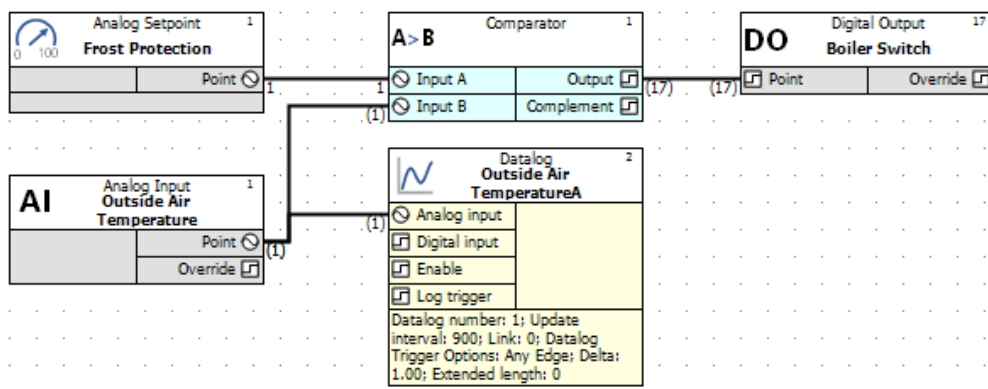 Analog Setpoint 1
0 100
Frost Protection
Point
1
A>B
Comparator 1
1
Input A
Output
(17)
(1)
Input B
Complement
DO
Digital Output 17
Boiler Switch
(17)
Point
Override
AI
Analog Input 1
Outside Air
Temperature
Point
(1)
Override
Datalog 2
Outside Air
TemperatureA
(1)
Analog input
Digital input
Enable
Log trigger
Datalog number: 1; Update
interval: 900; Link: 0; Datalog
Trigger Options: Any Edge; Delta:
1.00; Extended length: 0